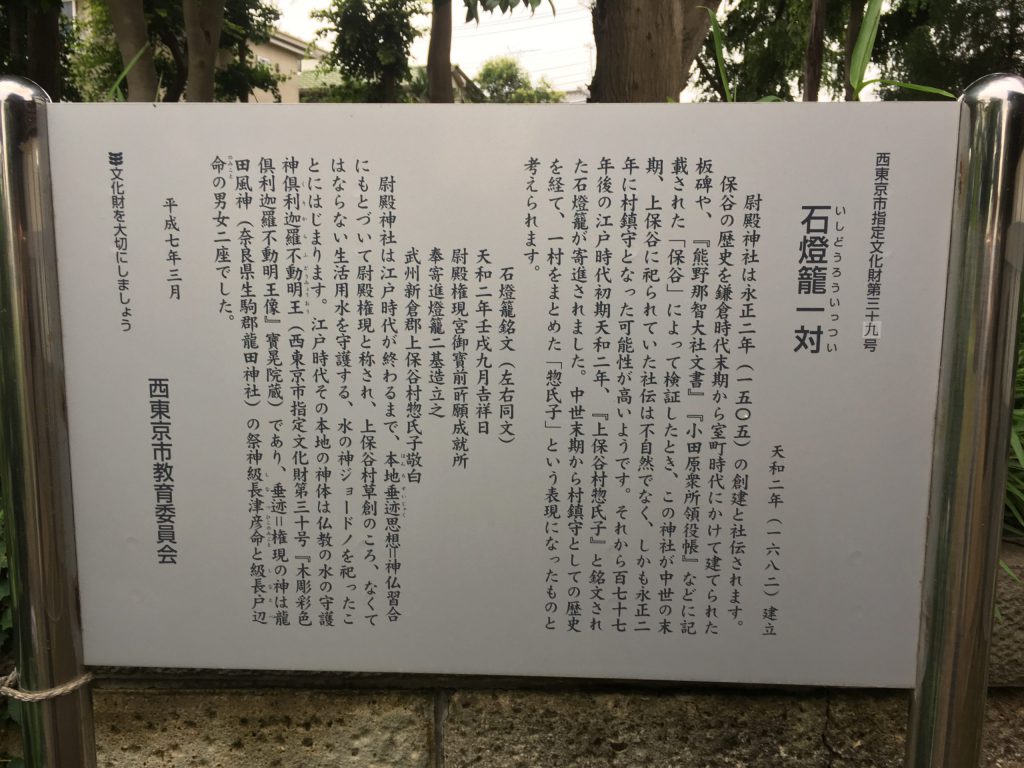 西東京市指定文化財第三十九号
石燈籠一対
いしどうろういっつい
天和二年(一六八二)建立
尉殿神社は永正二年(一五〇五)の創建と社伝されます。
保谷の歴史を鎌倉時代末期から室町時代にかけて建てられた
板碑や、『熊野那智大社文書』『小田原衆所領役帳』などに記
載された「保谷」によって検証したとき、この神社が中世の末
期、上保谷に祀られていた社伝は不自然でなく、しかも永正二
年に村鎮守となった可能性が高いようです。それから百七十七
年後の江戸時代初期天和二年、『上保谷村惣氏子』と銘文され
た石燈籠が寄進されました。中世末期から村鎮守としての歴史
を経て、一村をまとめた「惣氏子」という表現になったものと
考えられます。
石燈籠銘文(左右同文)
天和二年壬戌九月吉祥日
尉殿権現宮御寶前所願成就所
奉寄進燈籠二基造立之
武州新倉郡上保谷村惣氏子敬白
尉殿神社は江戸時代が終わるまで、本地垂迹思想=神仏習合
にもとづいて尉殿権現と称され、上保谷村草創のころ、なくて
はならない生活用水を守護する、水の神ジョードノを祀ったこ
とにはじまります。江戸時代その本地の神体は仏教の水の守護
神倶利迦羅不動明王(西東京市指定文化財第三十号『木彫彩色
倶利迦羅不動明王像』寳晃院蔵)であり、垂迹=権現の神は龍
田風神(奈良県生駒郡龍田神社)の祭神級長津彦命と級長戸辺
命の男女二座でした。
平成七年三月
西東京市教育委員会
文化財を大切にしましょう